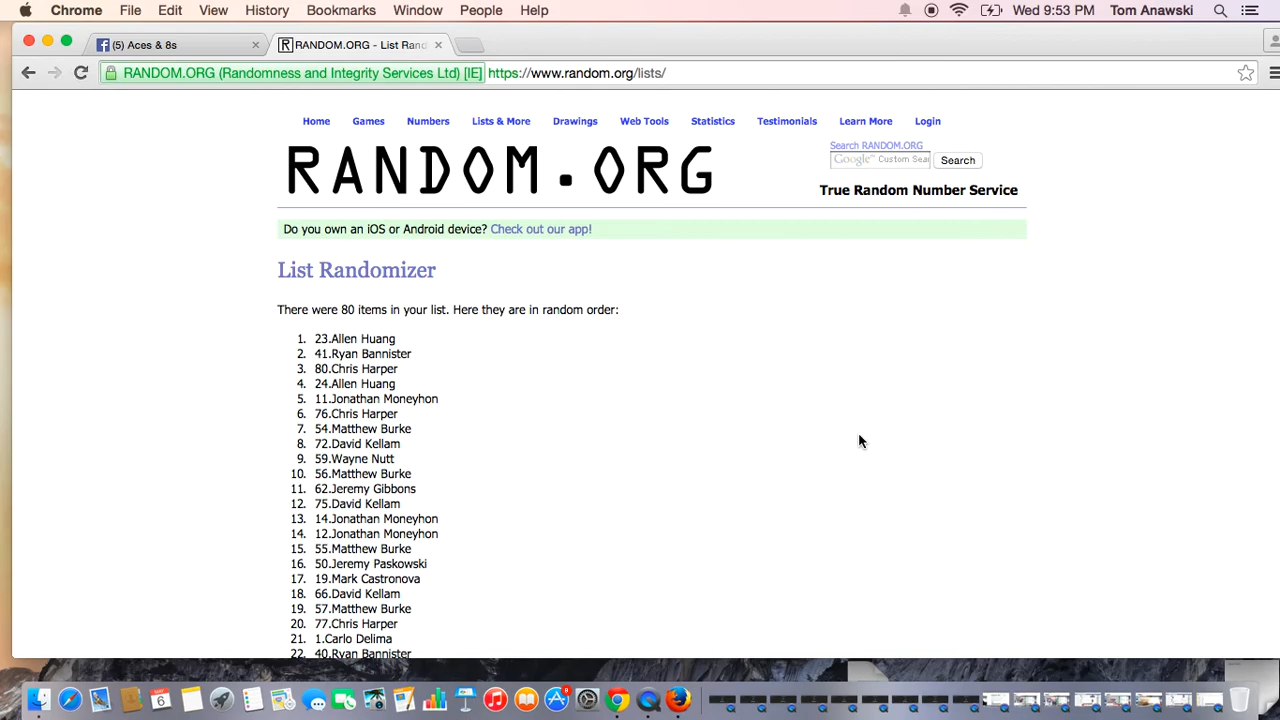 Chrome File Edit View History Bookmarks Window People Help Wed 9:53 PM Tom Anawski
(5) Aces & 8s RANDOM.ORG - List Rand
RANDOM.ORG (Randomness and Integrity Services Ltd) [IE] https://www.random.org/lists/
Home Games Numbers Lists & More Drawings Web Tools Statistics Testimonials Learn More Login
RANDOM.ORG
Search RANDOM.ORG
Google™ Custom Sear Search
True Random Number Service
Do you own an iOS or Android device? Check out our app!
List Randomizer
There were 80 items in your list. Here they are in random order:
1. 23.Allen Huang
2. 41.Ryan Bannister
3. 80.Chris Harper
4. 24.Allen Huang
5. 11.Jonathan Moneyhon
6. 76.Chris Harper
7. 54.Matthew Burke
8. 72.David Kellam
9. 59.Wayne Nutt
10. 56.Matthew Burke
11. 62.Jeremy Gibbons
12. 75.David Kellam
13. 14.Jonathan Moneyhon
14. 12.Jonathan Moneyhon
15. 55.Matthew Burke
16. 50.Jeremy Paskowski
17. 19.Mark Castronova
18. 66.David Kellam
19. 57.Matthew Burke
20. 77.Chris Harper
21. 1.Carlo Delima
22. 40.Ryan Bannister
6
8